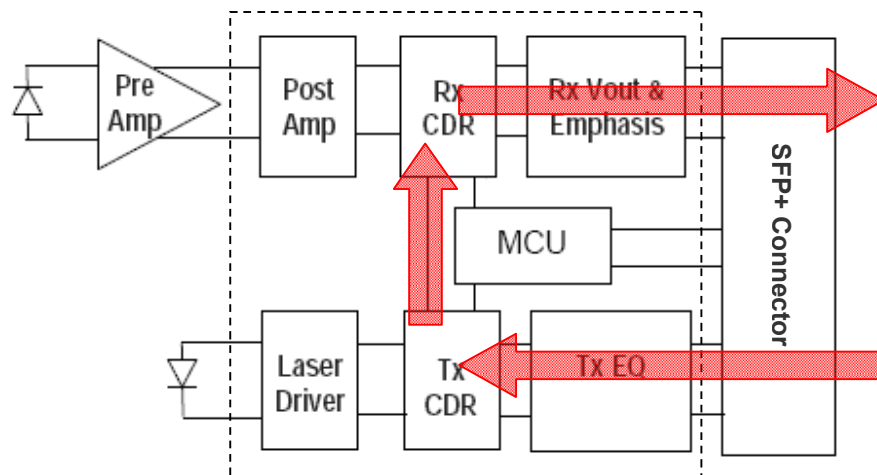 Pre
Amp
Post
Amp
Rx
CDR
Rx Vout &
Emphasis
SFP+ Connector
MCU
Laser
Driver
Tx
CDR
Tx EQ